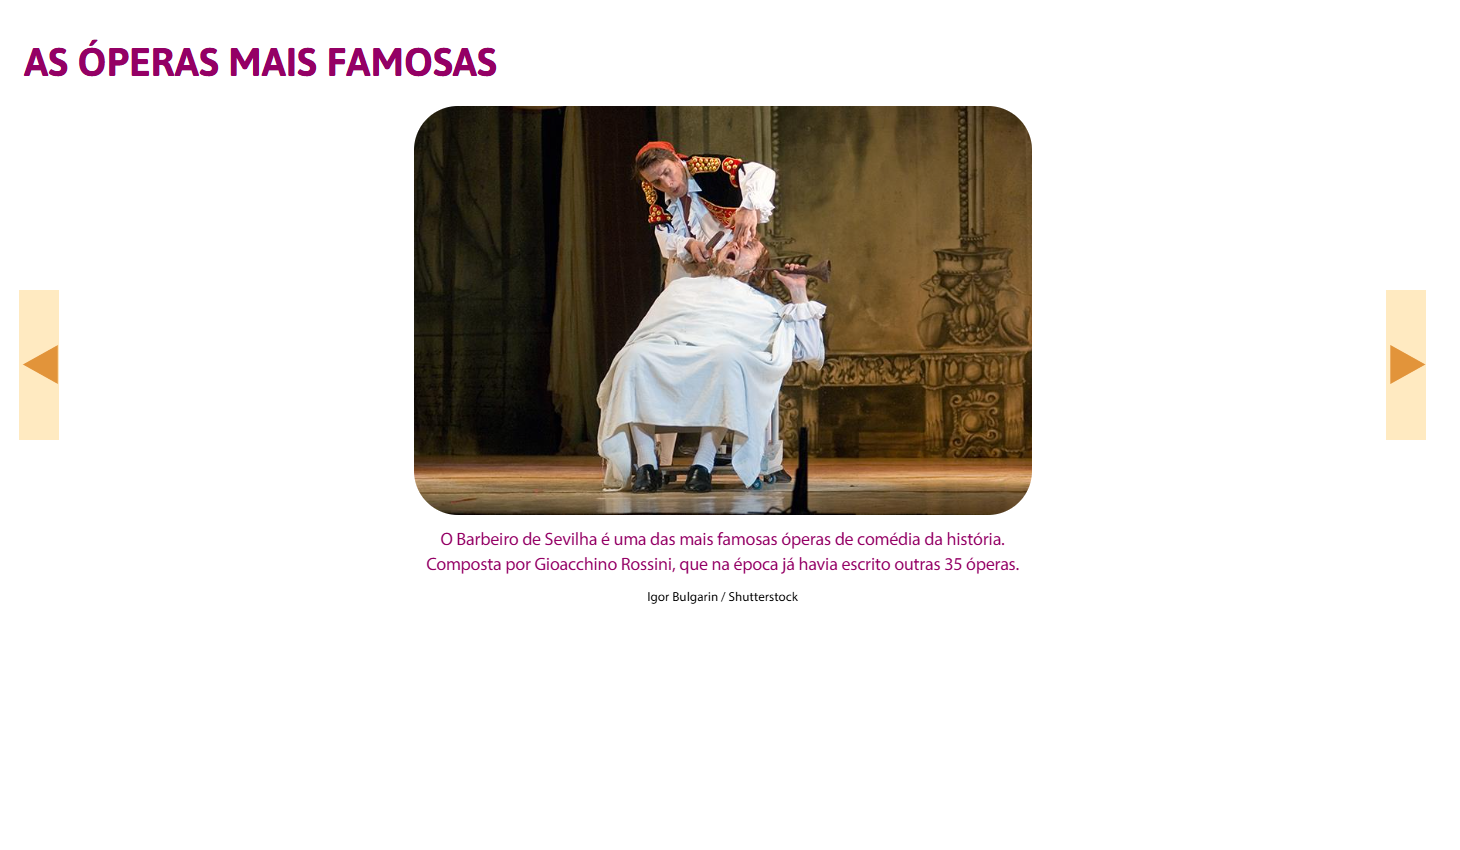 AS ÓPERAS MAIS FAMOSAS
O Barbeiro de Sevilha é uma das mais famosas óperas de comédia da história.
Composta por Gioacchino Rossini, que na época já havia escrito outras 35 óperas.
Igor Bulgarin / Shutterstock